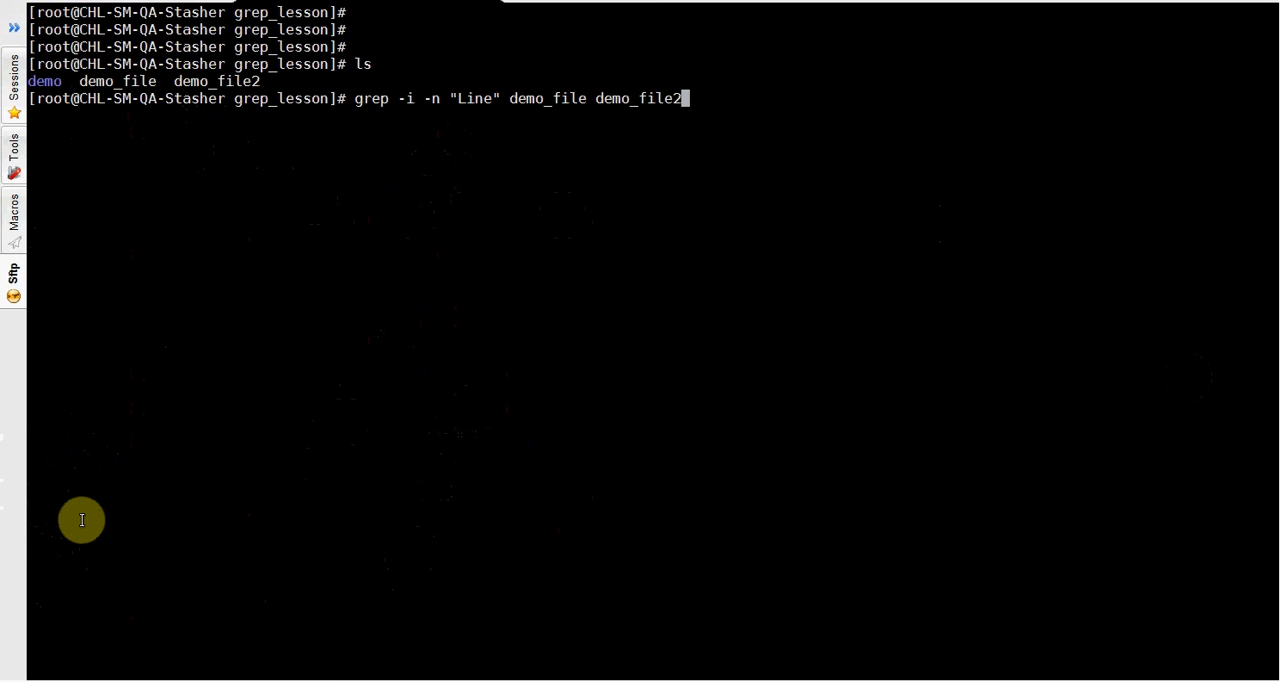 [root@CHL-SM-QA-Stasher grep_lesson]#
[root@CHL-SM-QA-Stasher grep_lesson]#
[root@CHL-SM-QA-Stasher grep_lesson]#
[root@CHL-SM-QA-Stasher grep_lesson]# ls
demo  demo_file  demo_file2
[root@CHL-SM-QA-Stasher grep_lesson]# grep -i -n "Line" demo_file demo_file2
Sessions
Tools
Macros
Sftp